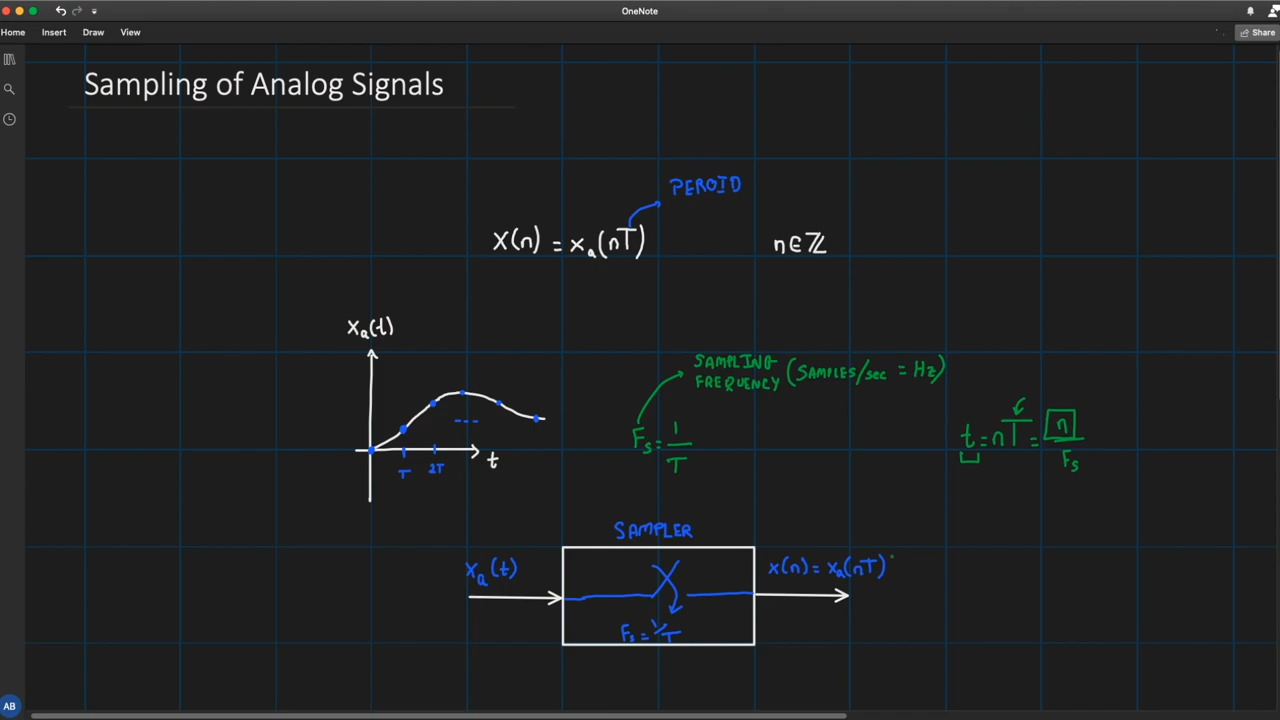 OneNote
Home Insert Draw View Share
Sampling of Analog Signals
PEROID
X(n) = xₐ(nT) n∈ℤ
xₐ(t)
SAMPLING
FREQUENCY (SAMPLES/sec = Hz)
Fₛ = 1/T
t = nT = n/Fₛ
T 2T ---
t
SAMPLER
xₐ(t)
x(n) = xₐ(nT)
Fₛ = 1/T
AB